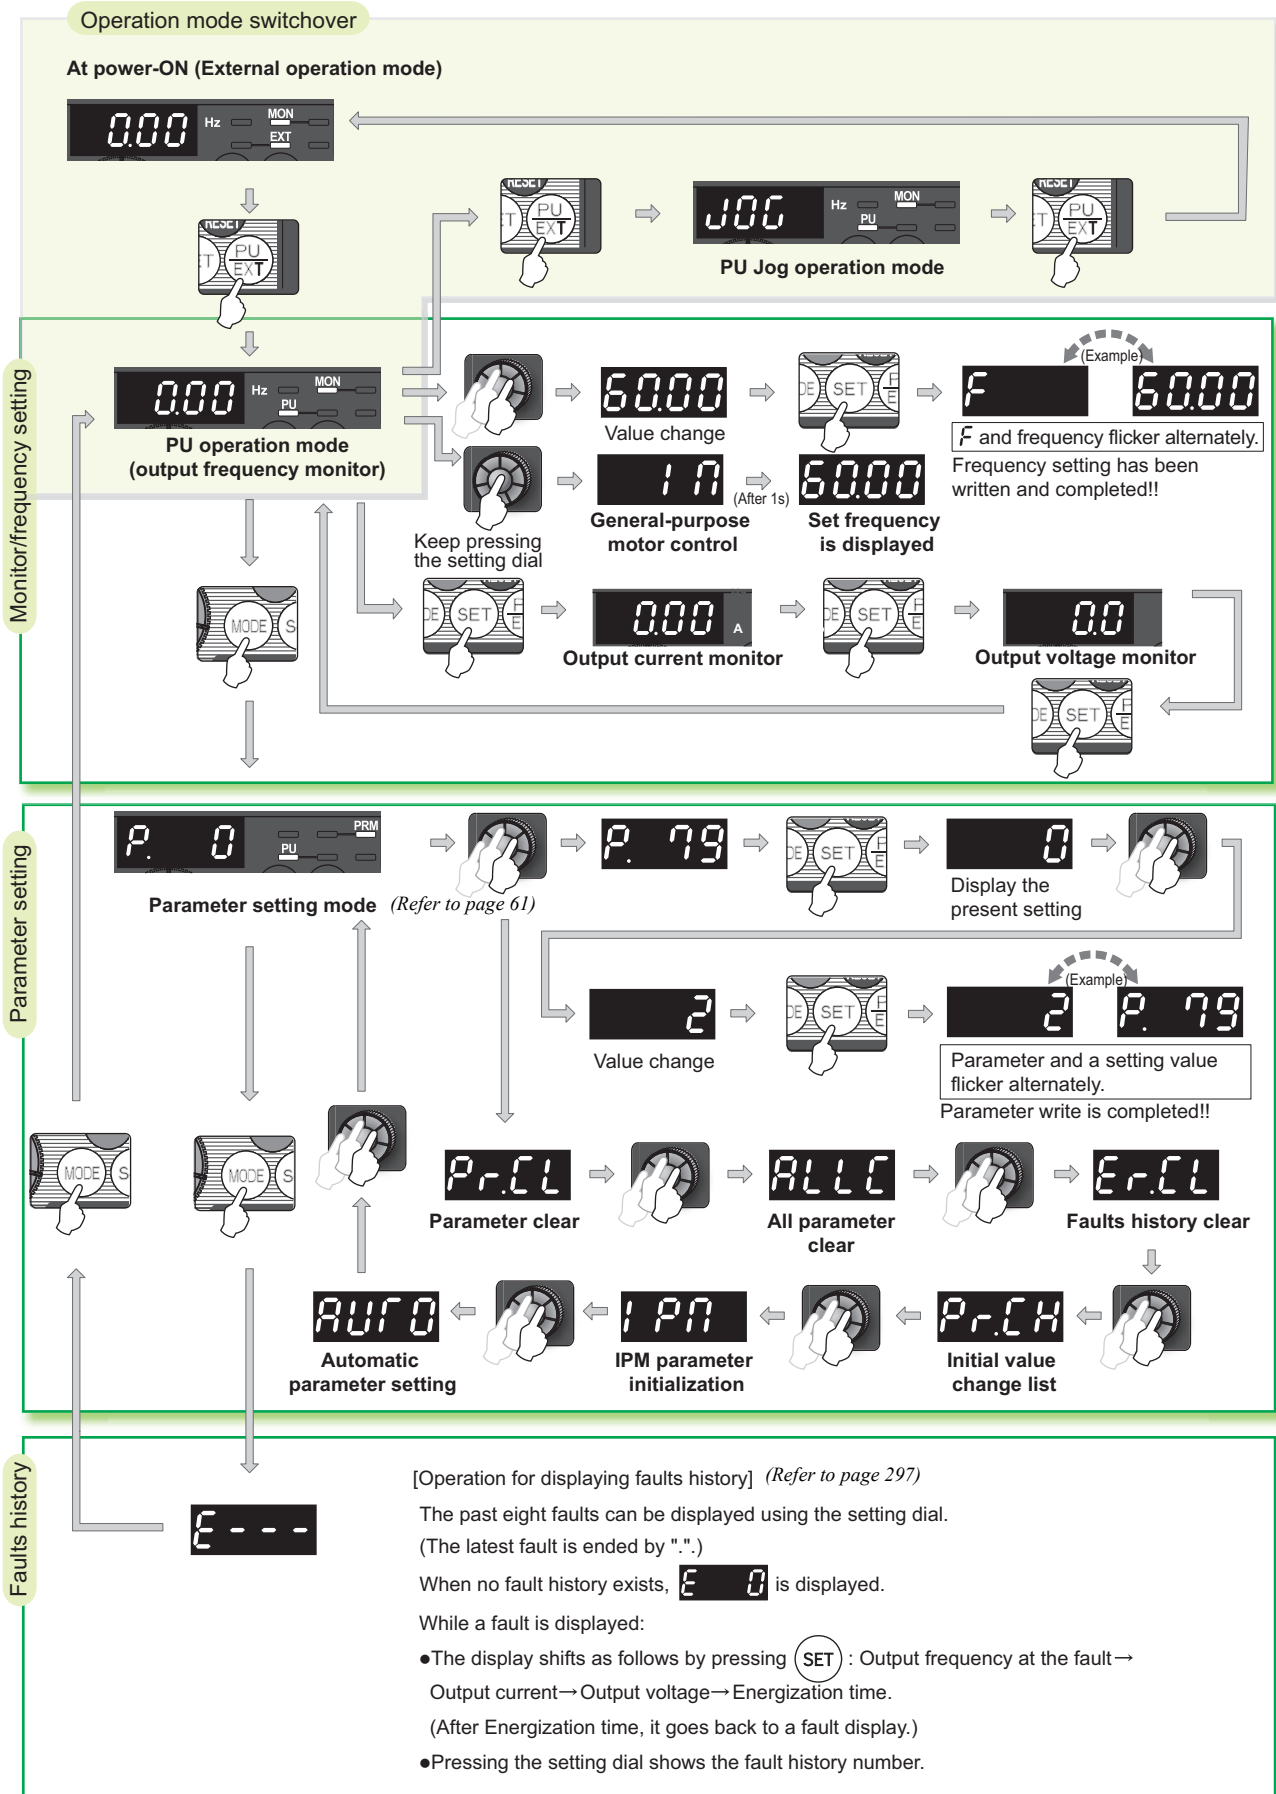 Operation mode switchover
At power-ON (External operation mode)
0.00 Hz MON
EXT
RESET
PU
EXT
RESET
PU
EXT
JOG Hz MON
PU
PU Jog operation mode
RESET
PU
EXT
Monitor/frequency setting
0.00 Hz MON
PU
PU operation mode
(output frequency monitor)
60.00
Value change
SET
(Example)
F 60.00
F and frequency flicker alternately.
Frequency setting has been
written and completed!!
Keep pressing
the setting dial
1 M
General-purpose
motor control
(After 1s)
60.00
Set frequency
is displayed
MODE
SET
0.00 A
Output current monitor
SET
0.0
Output voltage monitor
SET
Parameter setting
P. 0 PRM
PU
Parameter setting mode (Refer to page 61)
P. 79
SET
0
Display the
present setting
2
Value change
SET
(Example)
2 P. 79
Parameter and a setting value
flicker alternately.
Parameter write is completed!!
MODE
MODE
Pr.CL
Parameter clear
ALLC
All parameter
clear
Er.CL
Faults history clear
AUTO
Automatic
parameter setting
IPM
IPM parameter
initialization
Pr.CH
Initial value
change list
Faults history
E---
[Operation for displaying faults history] (Refer to page 297)
The past eight faults can be displayed using the setting dial.
(The latest fault is ended by ".".)
When no fault history exists, E 0 is displayed.
While a fault is displayed:
●The display shifts as follows by pressing SET : Output frequency at the fault→
Output current→Output voltage→Energization time.
(After Energization time, it goes back to a fault display.)
●Pressing the setting dial shows the fault history number.